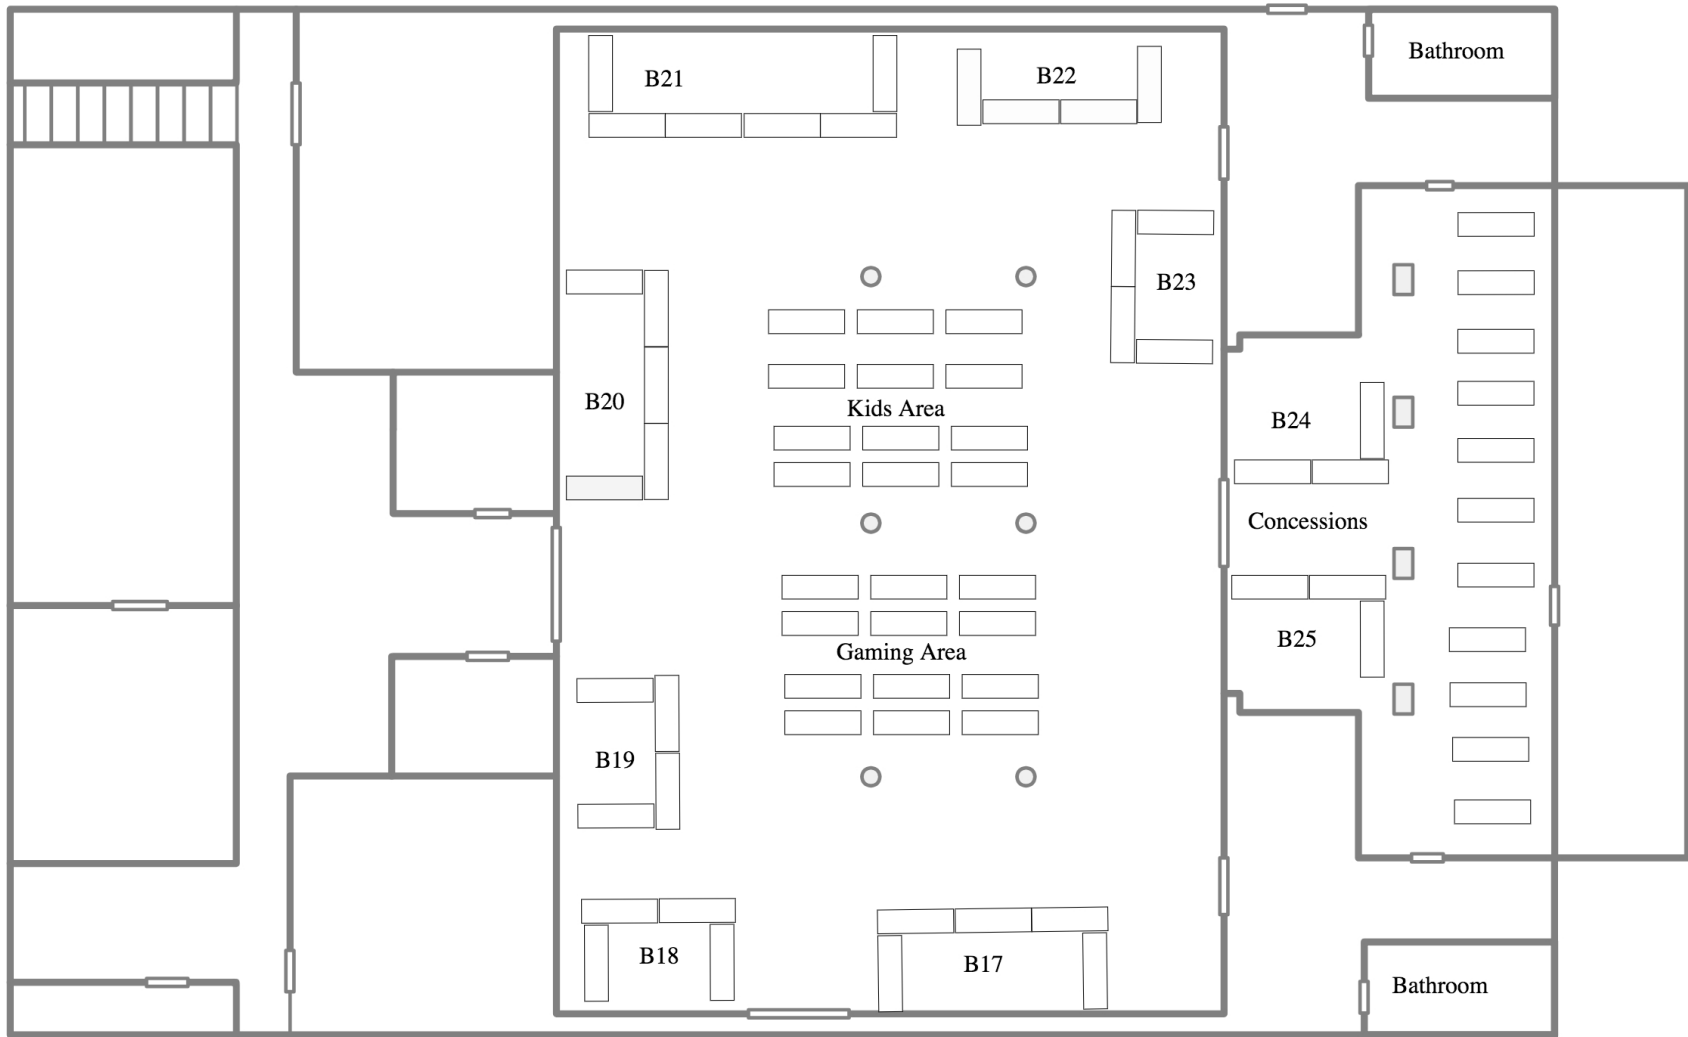 Bathroom
B21
B22
B23
B20
Kids Area
B24
Concessions
B25
Gaming Area
B19
B18
B17
Bathroom